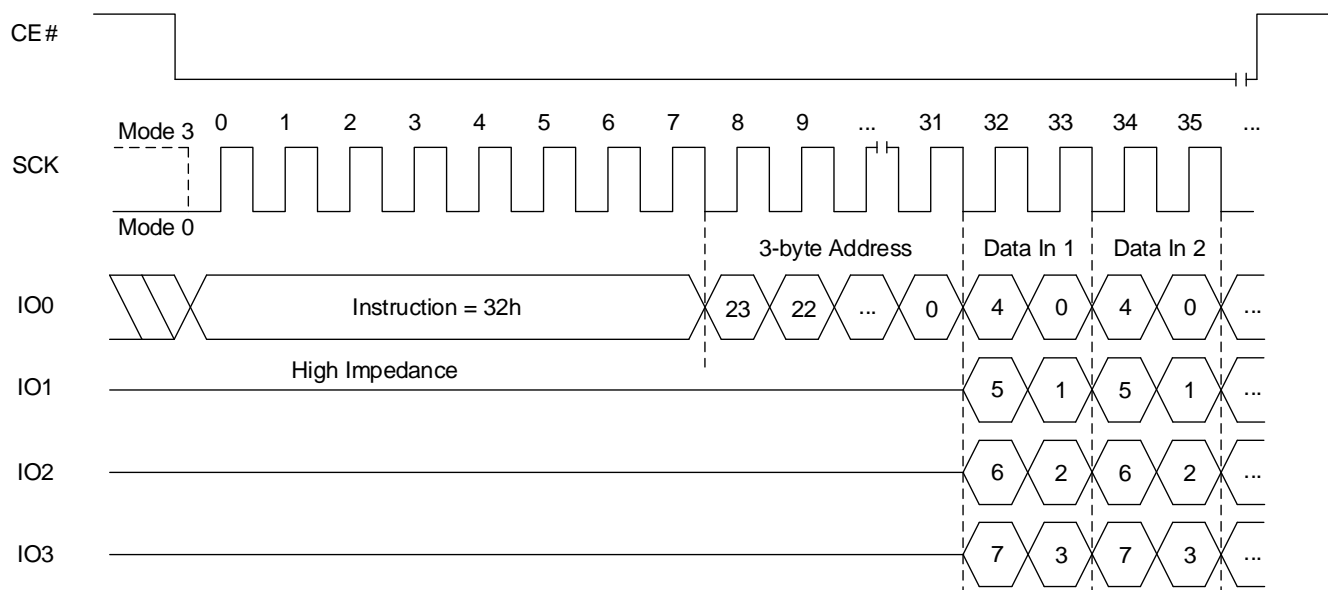 CE#
Mode 3 0 1 2 3 4 5 6 7 8 9 ... 31 32 33 34 35 ...
SCK
Mode 0
3-byte Address Data In 1 Data In 2
IO0 Instruction = 32h 23 22 ... 0 4 0 4 0 ...
High Impedance
IO1 5 1 5 1 ...
IO2 6 2 6 2 ...
IO3 7 3 7 3 ...